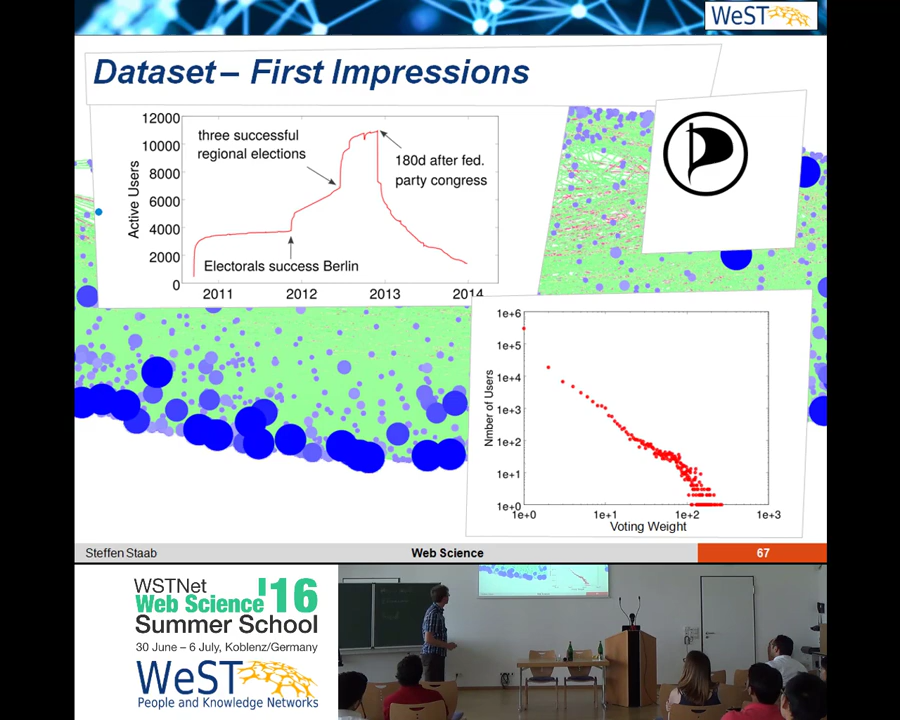 WeST
Dataset – First Impressions
12000
10000
8000
6000
4000
2000
0
Active Users
three successful
regional elections
180d after fed.
party congress
Electorals success Berlin
2011
2012
2013
2014
1e+6
1e+5
1e+4
1e+3
1e+2
1e+1
1e+0
Nmber of Users
1e+0
1e+1
1e+2
1e+3
Voting Weight
Steffen Staab
Web Science
67
WSTNet
Web Science '16
Summer School
30 June – 6 July, Koblenz/Germany
WeST
People and Knowledge Networks